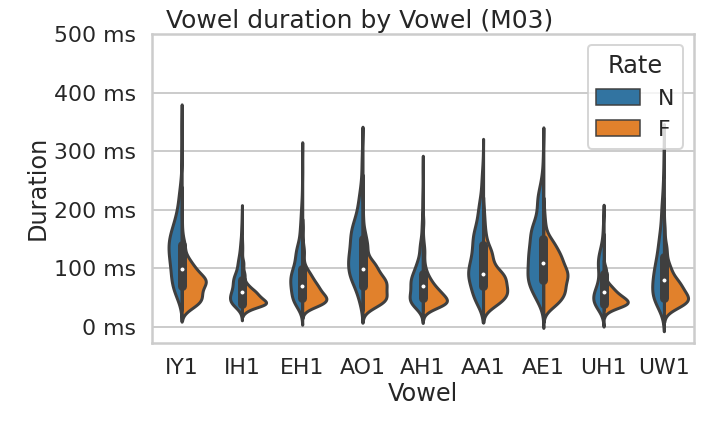 Vowel duration by Vowel (M03)
500 ms
400 ms
300 ms
200 ms
100 ms
0 ms
Duration
Rate
N
F
IY1 IH1 EH1 AO1 AH1 AA1 AE1 UH1 UW1
Vowel